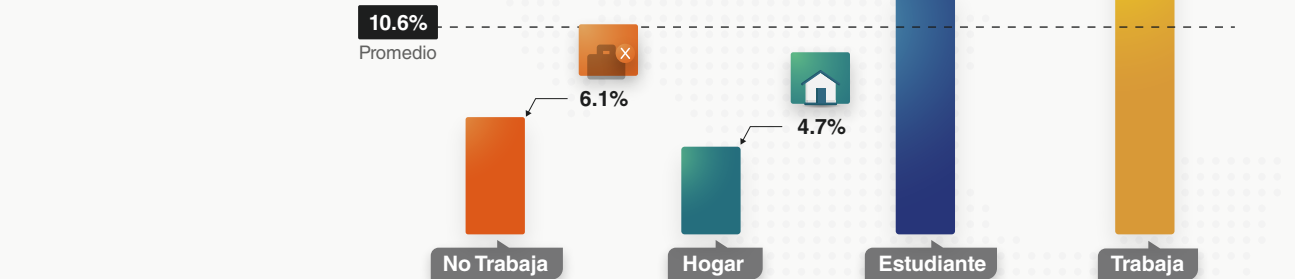 10.6%
Promedio
6.1%
4.7%
No Trabaja
Hogar
Estudiante
Trabaja